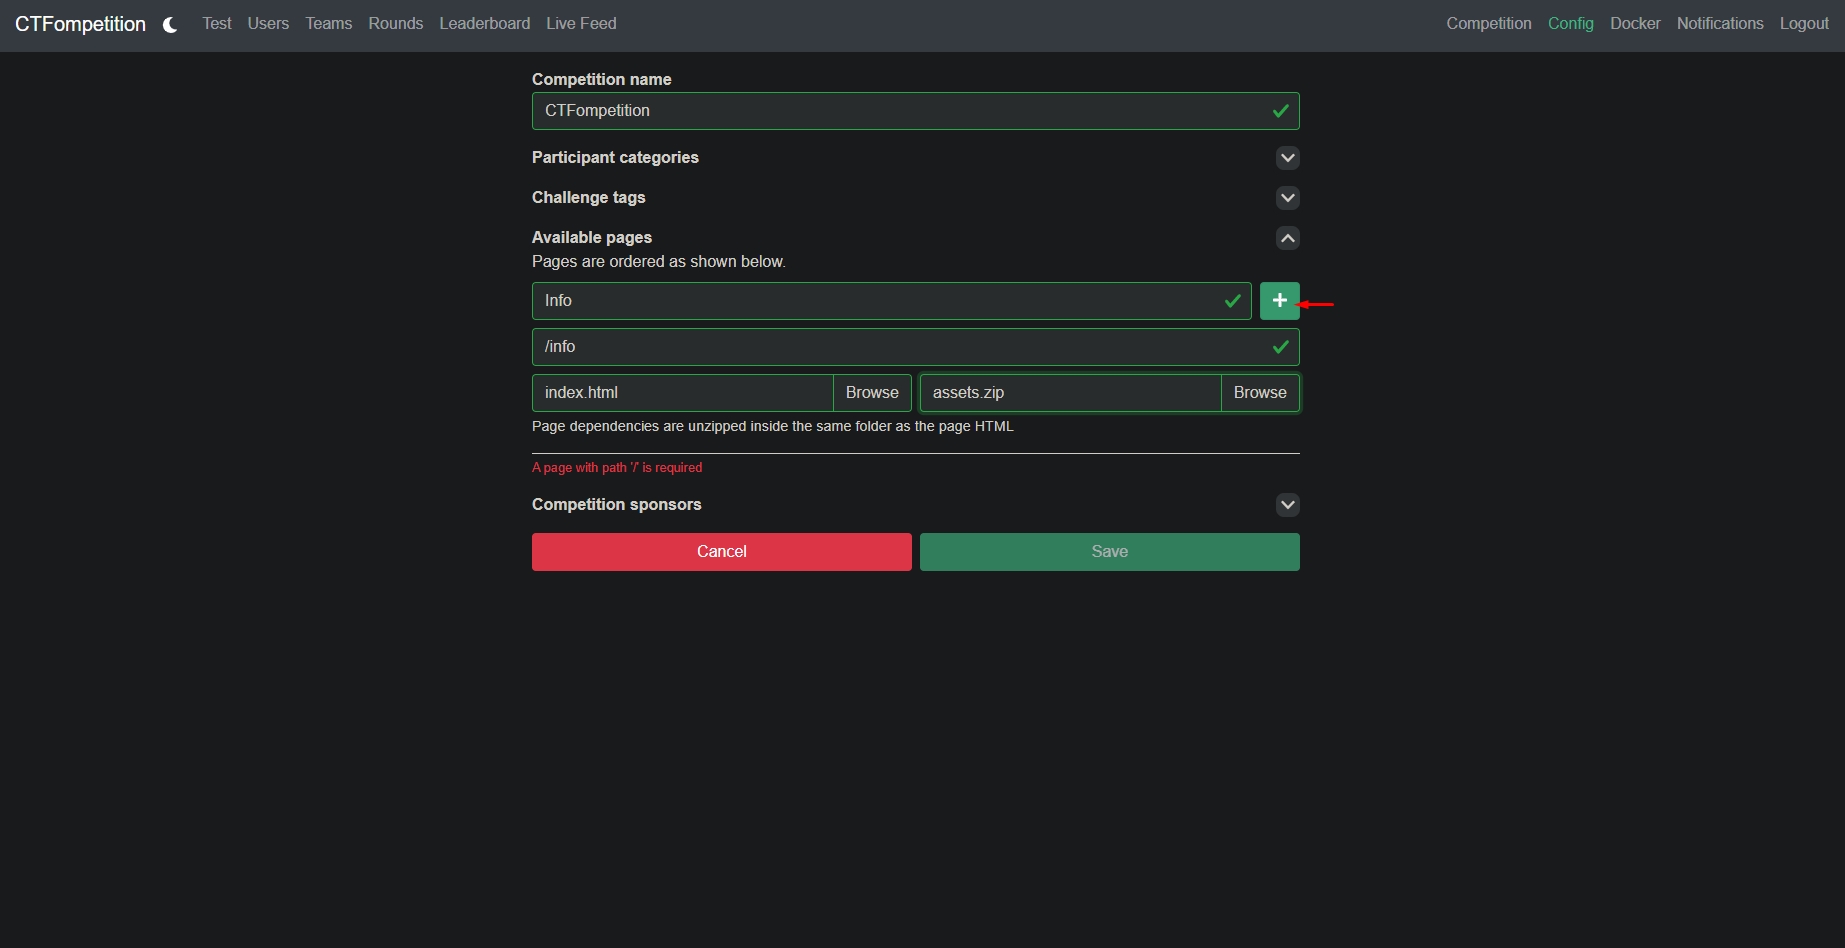 CTFompetition Test Users Teams Rounds Leaderboard Live Feed Competition Config Docker Notifications Logout
Competition name
CTFompetition
Participant categories
Challenge tags
Available pages
Pages are ordered as shown below.
Info
/info
index.html Browse assets.zip Browse
Page dependencies are unzipped inside the same folder as the page HTML
A page with path '/' is required
Competition sponsors
Cancel Save